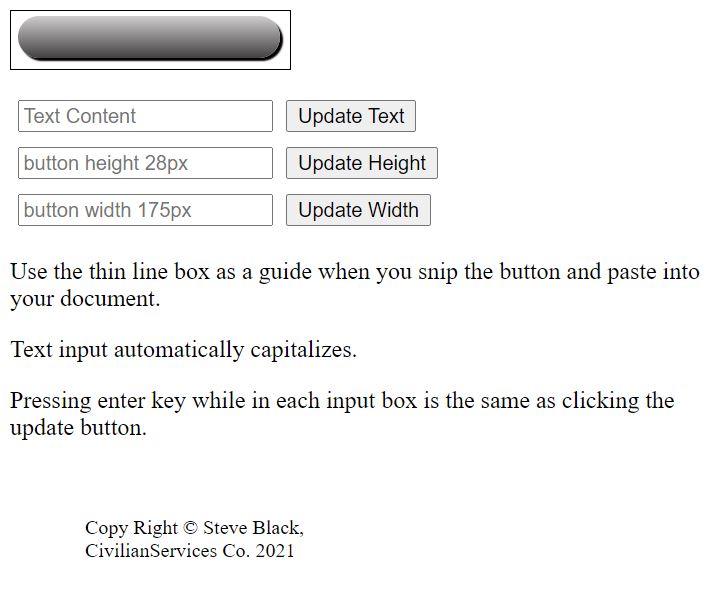 Text Content Update Text
button height 28px Update Height
button width 175px Update Width
Use the thin line box as a guide when you snip the button and paste into
your document.
Text input automatically capitalizes.
Pressing enter key while in each input box is the same as clicking the
update button.
Copy Right © Steve Black,
CivilianServices Co. 2021